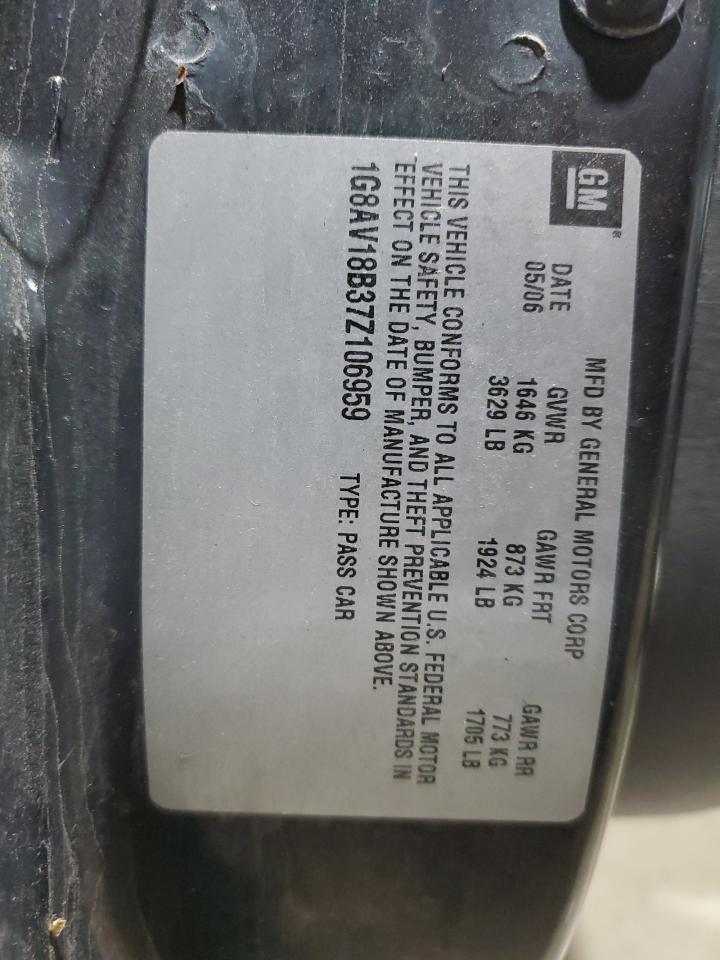 GM®
MFD BY GENERAL MOTORS CORP
DATE GVWR GAWR FRT GAWR RR
05/06 1646 KG 873 KG 773 KG
3629 LB 1924 LB 1705 LB
THIS VEHICLE CONFORMS TO ALL APPLICABLE U.S. FEDERAL MOTOR
VEHICLE SAFETY, BUMPER, AND THEFT PREVENTION STANDARDS IN
EFFECT ON THE DATE OF MANUFACTURE SHOWN ABOVE.
1G8AV18B37Z106959 TYPE: PASS CAR